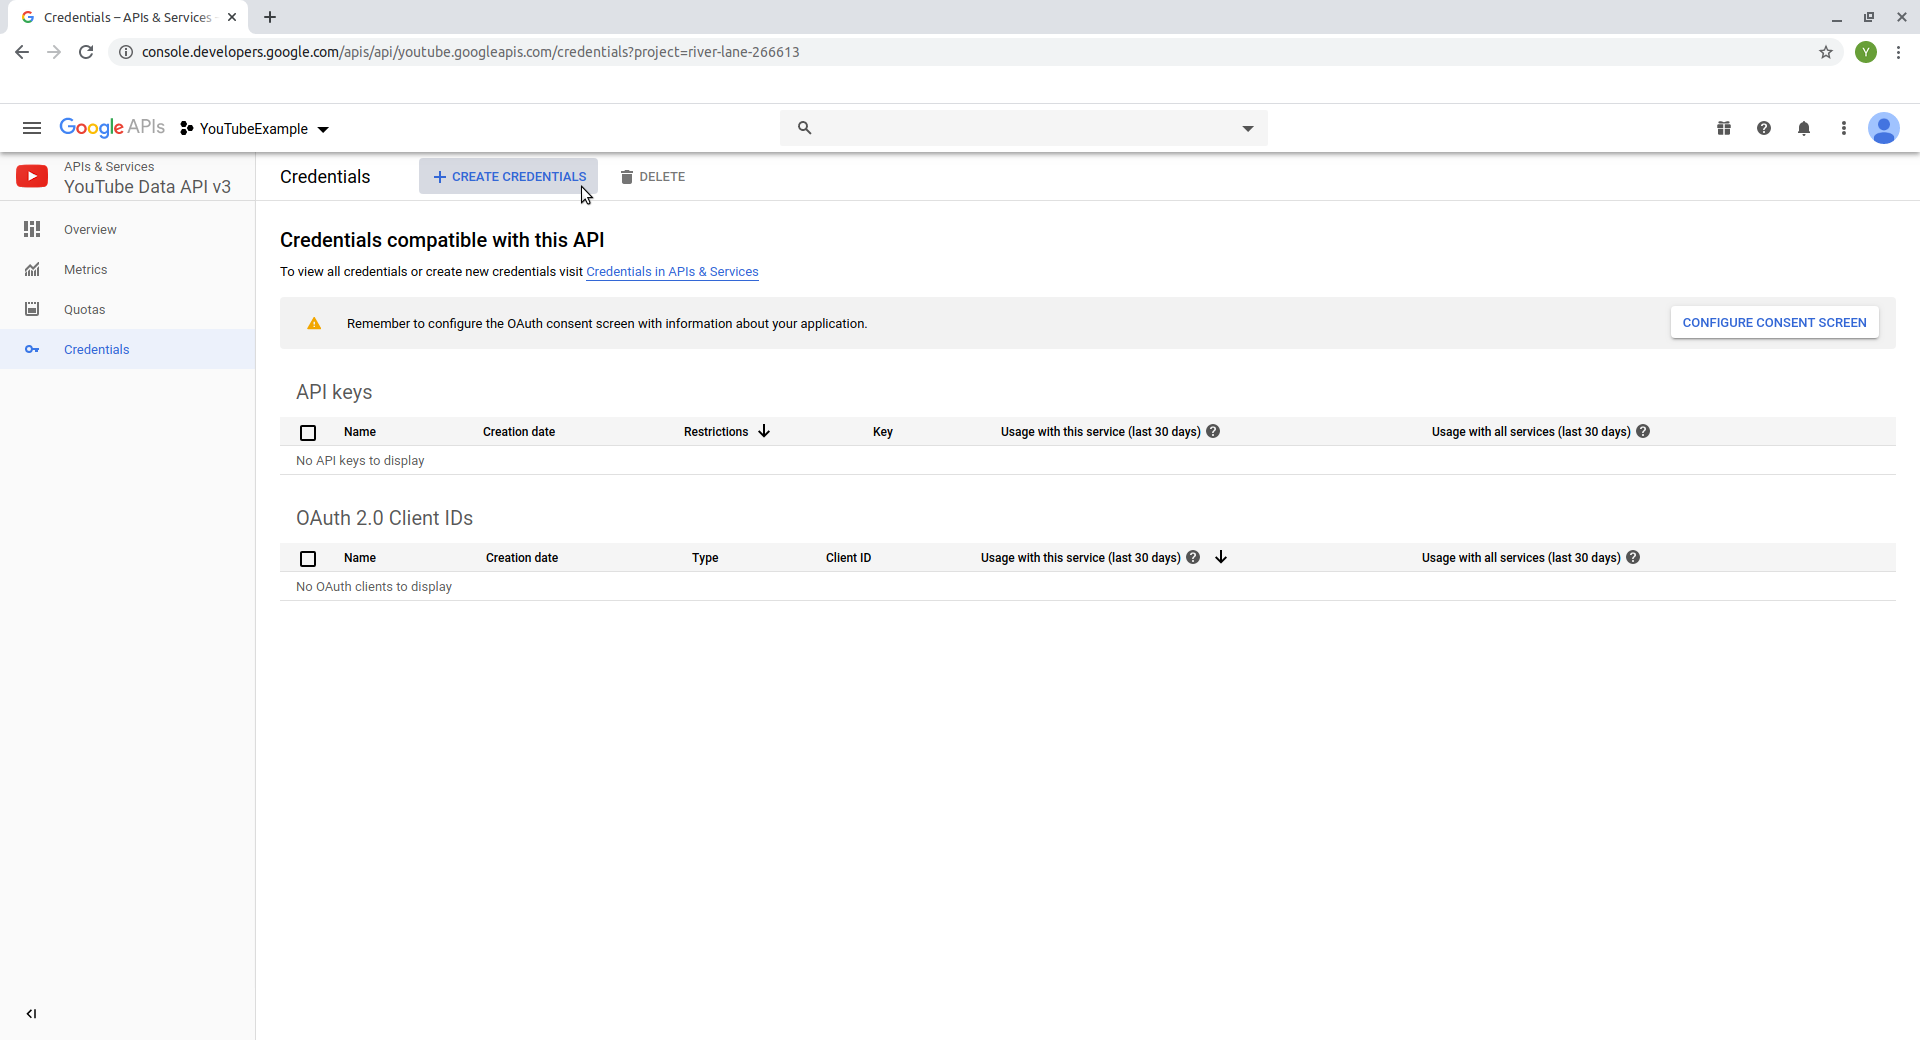 Credentials – APIs & Services
console.developers.google.com/apis/api/youtube.googleapis.com/credentials?project=river-lane-266613
Y
Google APIs
YouTubeExample
APIs & Services
YouTube Data API v3
Credentials
CREATE CREDENTIALS
DELETE
Overview
Metrics
Quotas
Credentials
Credentials compatible with this API
To view all credentials or create new credentials visit Credentials in APIs & Services
Remember to configure the OAuth consent screen with information about your application.
CONFIGURE CONSENT SCREEN
API keys
Name Creation date Restrictions Key Usage with this service (last 30 days) Usage with all services (last 30 days)
No API keys to display
OAuth 2.0 Client IDs
Name Creation date Type Client ID Usage with this service (last 30 days) Usage with all services (last 30 days)
No OAuth clients to display